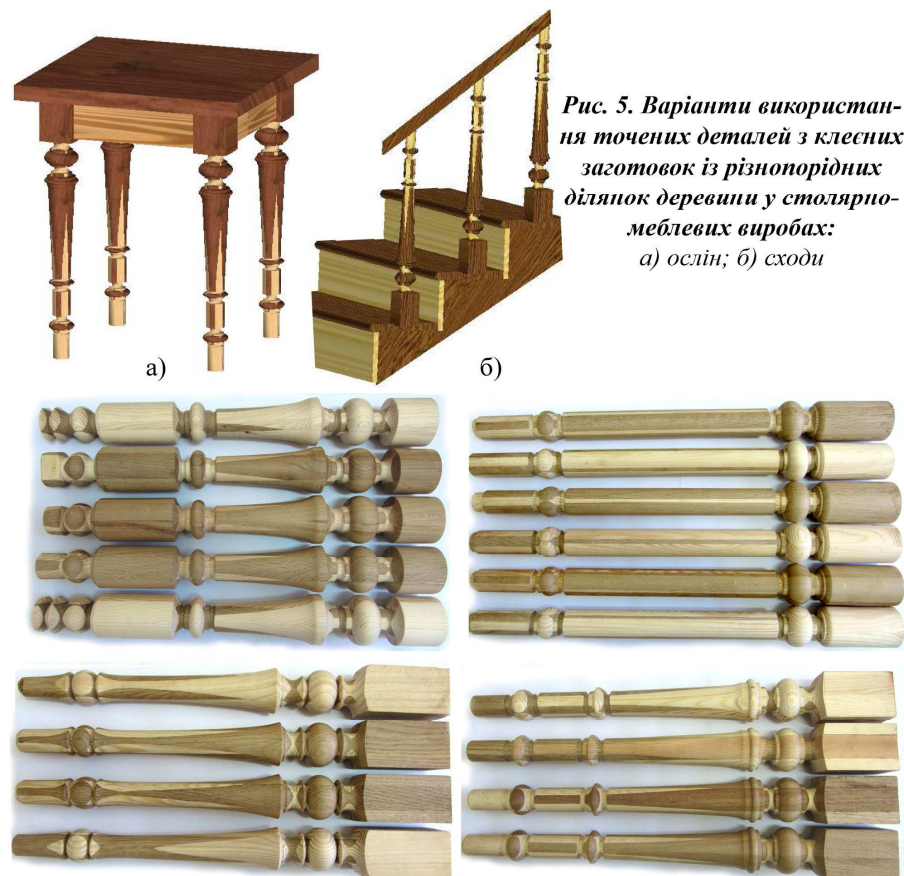 Рис. 5. Варіанти використан-
ня точених деталей з клеєних
заготовок із різнопорідних
ділянок деревини у столярно-
меблевих виробах:
а) ослін; б) сходи
а)
б)